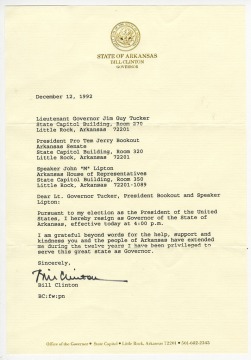 STATE OF ARKANSAS
BILL CLINTON
GOVERNOR
December 12, 1992
Lieutenant Governor Jim Guy Tucker
State Capitol Building, Room 270
Little Rock, Arkansas 72201
President Pro Tem Jerry Bookout
Arkansas Senate
State Capitol Building, Room 320
Little Rock, Arkansas 72201
Speaker John "M" Lipton
Arkansas House of Representatives
State Capitol Building, Room 350
Little Rock, Arkansas 72201-1089
Dear Lt. Governor Tucker, President Bookout and Speaker
Lipton:
Pursuant to my election as the President of the United
States, I hereby resign as Governor of the State of Arkansas,
effective today at 4:00 p.m.
I am grateful beyond words for the help, support and
kindness you and the people of Arkansas have extended
me during the twelve years I have been privileged to
serve this great state as Governor.
Sincerely,
Bill Clinton
Bill Clinton
BC:fw:pn
Office of the Governor • State Capitol • Little Rock, Arkansas 72201 • 501-682-2345